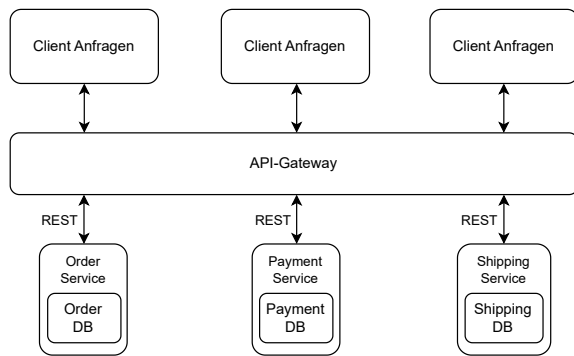 Client Anfragen
Client Anfragen
Client Anfragen
API-Gateway
REST
REST
REST
Order
Service
Order
DB
Payment
Service
Payment
DB
Shipping
Service
Shipping
DB